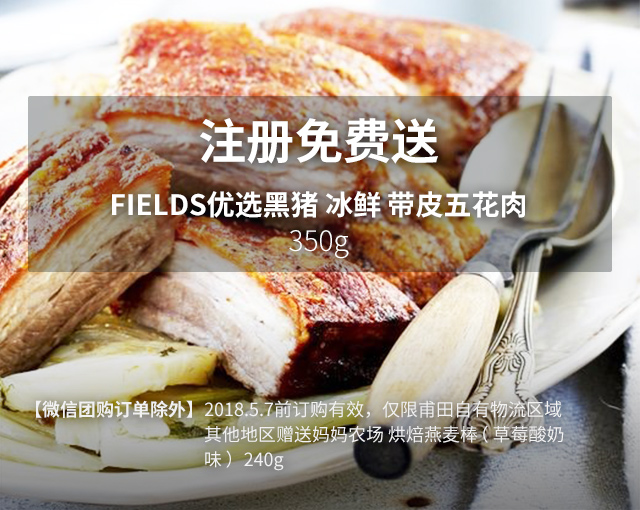 注册免费送
FIELDS优选黑猪 冰鲜 带皮五花肉
350g
【微信团购订单除外】2018.5.7前订购有效，仅限甫田自有物流区域
其他地区赠送妈妈农场 烘焙燕麦棒（草莓酸奶
味）240g